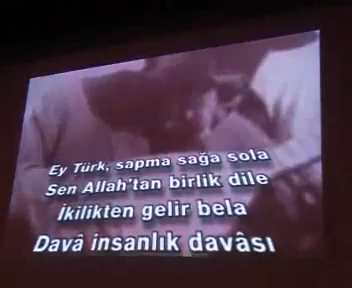 Ey Türk, sapma sağa sola
Sen Allah'tan birlik dile
İkilikten gelir bela
Davâ insanlık davâsı